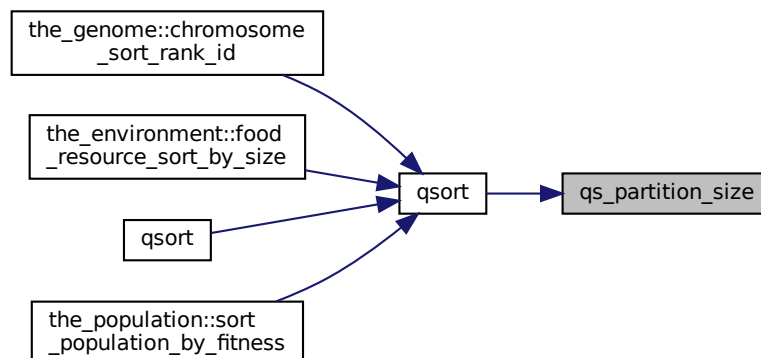 the_genome::chromosome
_sort_rank_id
the_environment::food
_resource_sort_by_size
qsort
the_population::sort
_population_by_fitness
qsort
qs_partition_size